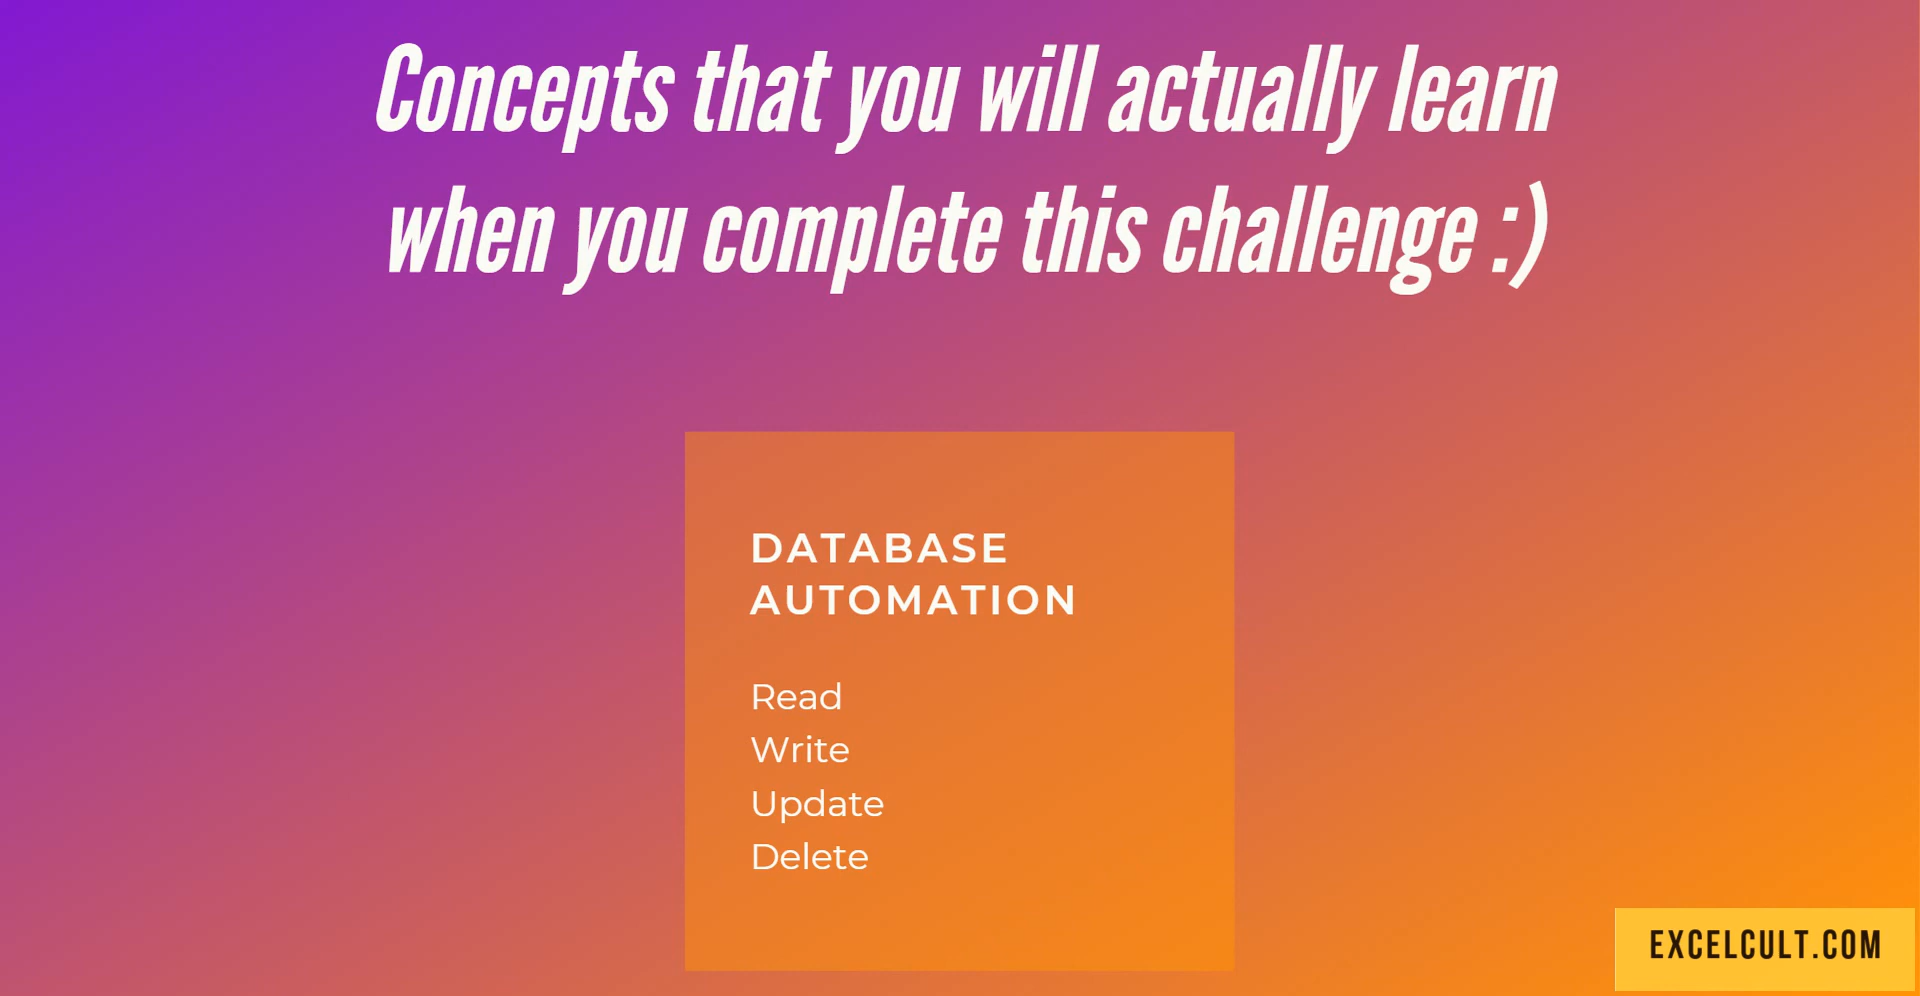 Concepts that you will actually learn
when you complete this challenge :)
DATABASE
AUTOMATION
Read
Write
Update
Delete
EXCELCULT.COM